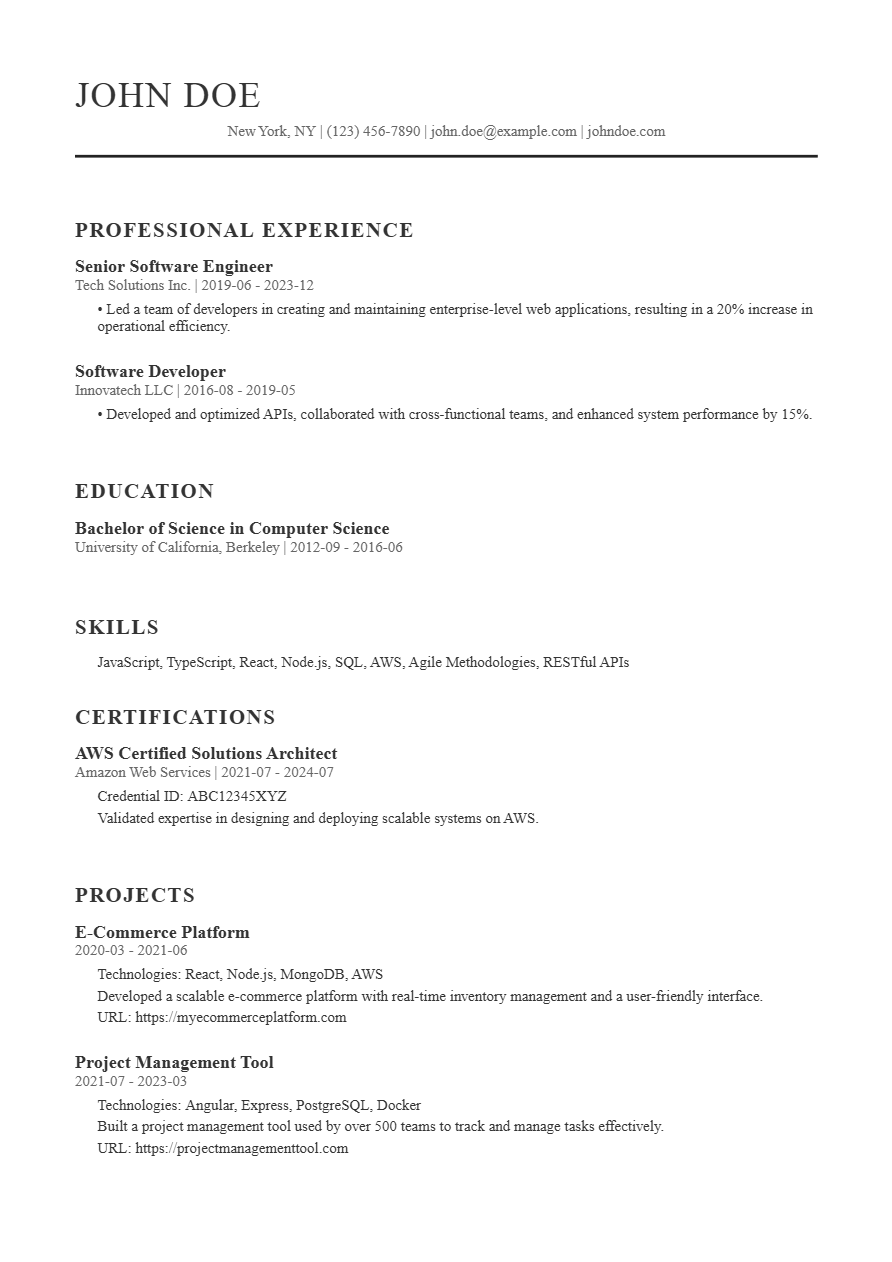 JOHN DOE
New York, NY | (123) 456-7890 | john.doe@example.com | johndoe.com
PROFESSIONAL EXPERIENCE
Senior Software Engineer
Tech Solutions Inc. | 2019-06 - 2023-12
• Led a team of developers in creating and maintaining enterprise-level web applications, resulting in a 20% increase in
operational efficiency.
Software Developer
Innovatech LLC | 2016-08 - 2019-05
• Developed and optimized APIs, collaborated with cross-functional teams, and enhanced system performance by 15%.
EDUCATION
Bachelor of Science in Computer Science
University of California, Berkeley | 2012-09 - 2016-06
SKILLS
JavaScript, TypeScript, React, Node.js, SQL, AWS, Agile Methodologies, RESTful APIs
CERTIFICATIONS
AWS Certified Solutions Architect
Amazon Web Services | 2021-07 - 2024-07
Credential ID: ABC12345XYZ
Validated expertise in designing and deploying scalable systems on AWS.
PROJECTS
E-Commerce Platform
2020-03 - 2021-06
Technologies: React, Node.js, MongoDB, AWS
Developed a scalable e-commerce platform with real-time inventory management and a user-friendly interface.
URL: https://myecommerceplatform.com
Project Management Tool
2021-07 - 2023-03
Technologies: Angular, Express, PostgreSQL, Docker
Built a project management tool used by over 500 teams to track and manage tasks effectively.
URL: https://projectmanagementtool.com